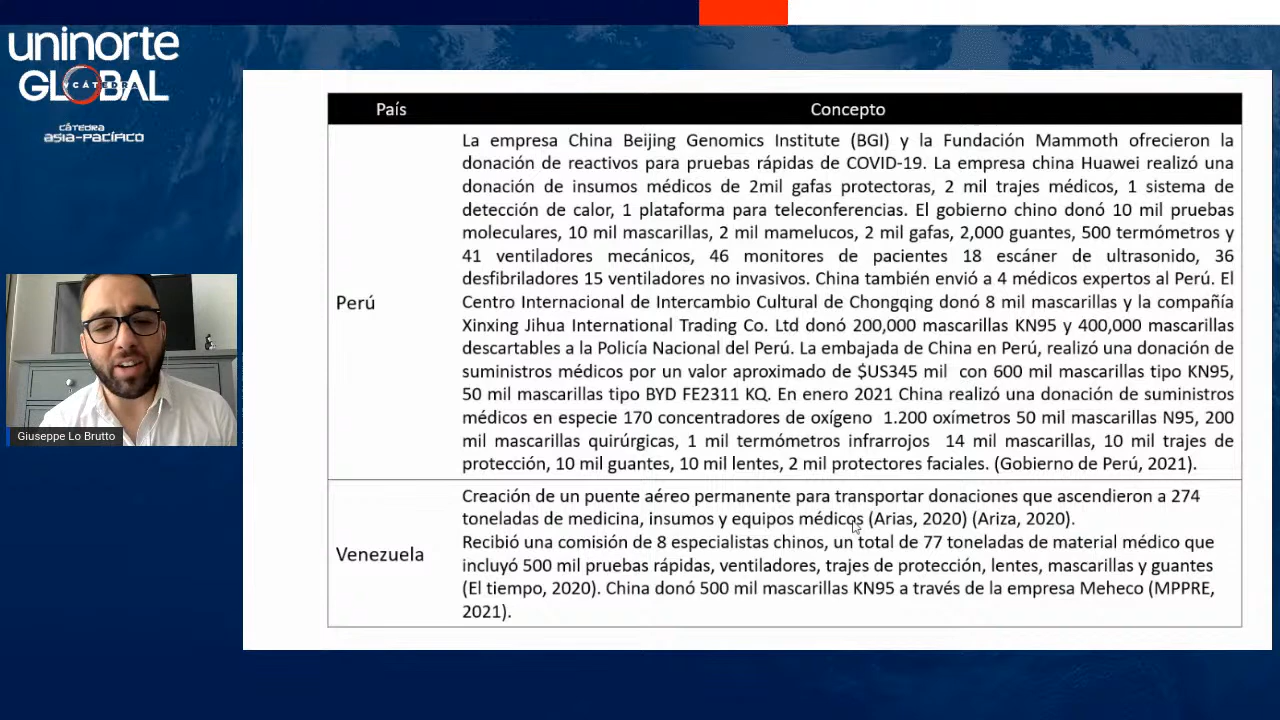 uninorte
GLOBAL
CÁTEDRA
CÁTEDRA
asia-pacífico
País
Concepto
La empresa China Beijing Genomics Institute (BGI) y la Fundación Mammoth ofrecieron la
donación de reactivos para pruebas rápidas de COVID-19. La empresa china Huawei realizó una
donación de insumos médicos de 2mil gafas protectoras, 2 mil trajes médicos, 1 sistema de
detección de calor, 1 plataforma para teleconferencias. El gobierno chino donó 10 mil pruebas
moleculares, 10 mil mascarillas, 2 mil mamelucos, 2 mil gafas, 2,000 guantes, 500 termómetros y
41 ventiladores mecánicos, 46 monitores de pacientes 18 escáner de ultrasonido, 36
desfibriladores 15 ventiladores no invasivos. China también envió a 4 médicos expertos al Perú. El
Perú
Centro Internacional de Intercambio Cultural de Chongqing donó 8 mil mascarillas y la compañía
Xinxing Jihua International Trading Co. Ltd donó 200,000 mascarillas KN95 y 400,000 mascarillas
descartables a la Policía Nacional del Perú. La embajada de China en Perú, realizó una donación de
suministros médicos por un valor aproximado de $US345 mil con 600 mil mascarillas tipo KN95,
50 mil mascarillas tipo BYD FE2311 KQ. En enero 2021 China realizó una donación de suministros
médicos en especie 170 concentradores de oxígeno 1.200 oxímetros 50 mil mascarillas N95, 200
mil mascarillas quirúrgicas, 1 mil termómetros infrarrojos 14 mil mascarillas, 10 mil trajes de
protección, 10 mil guantes, 10 mil lentes, 2 mil protectores faciales. (Gobierno de Perú, 2021).
Creación de un puente aéreo permanente para transportar donaciones que ascendieron a 274
toneladas de medicina, insumos y equipos médicos (Arias, 2020) (Ariza, 2020).
Venezuela
Recibió una comisión de 8 especialistas chinos, un total de 77 toneladas de material médico que
incluyó 500 mil pruebas rápidas, ventiladores, trajes de protección, lentes, mascarillas y guantes
(El tiempo, 2020). China donó 500 mil mascarillas KN95 a través de la empresa Meheco (MPPRE,
2021).
Giuseppe Lo Brutto